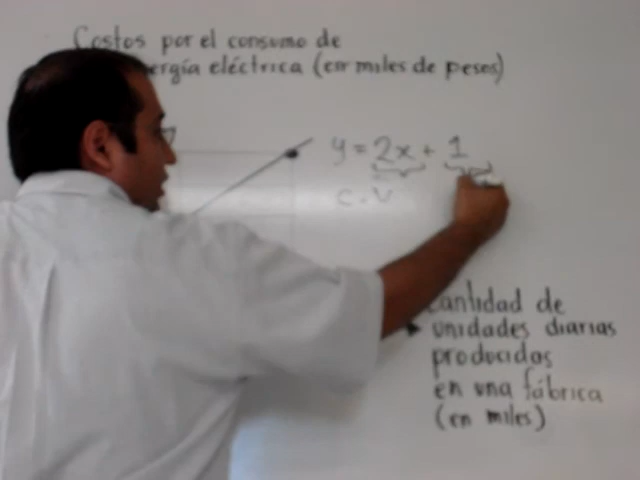 Costos por el consumo de
ergía eléctrica (en miles de pesos)
y = 2x + 1
C.V
Cantidad de
unidades diarias
producidas
en una fábrica
(en miles)